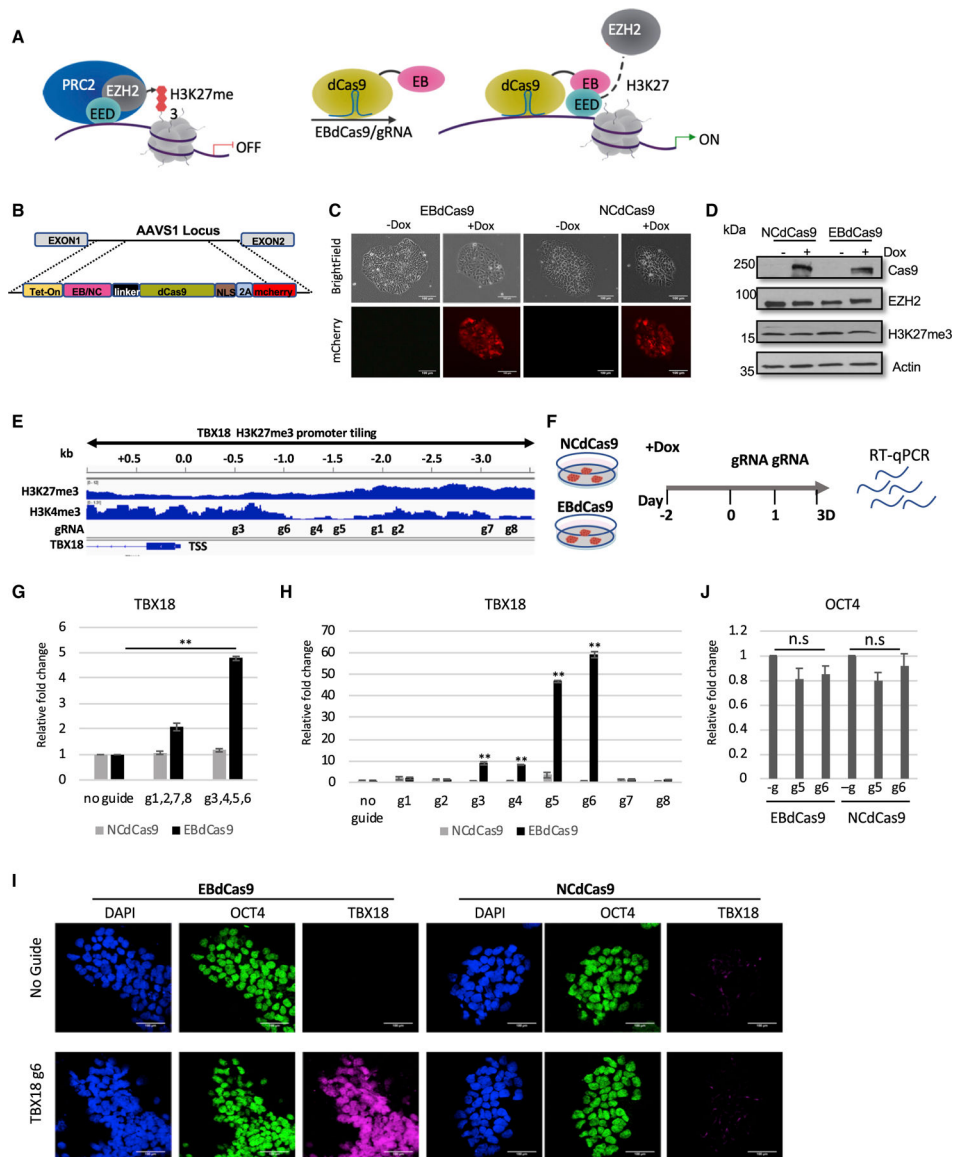 A
PRC2
EZH2
EED
H3K27me
3
OFF
dCas9
EB
EBdCas9/gRNA
EZH2
dCas9
EB
EED
H3K27
ON
B
AAVS1 Locus
EXON1
EXON2
Tet-On
EB/NC
linker
dCas9
NLS
2A
mcherry
C
EBdCas9
NCdCas9
-Dox
+Dox
-Dox
+Dox
BrightField
mCherry
D
kDa
NCdCas9
EBdCas9
-
+
-
+
Dox
250
Cas9
100
EZH2
15
H3K27me3
35
Actin
E
TBX18 H3K27me3 promoter tiling
kb
+0.5
0.0
-0.5
-1.0
-1.5
-2.0
-2.5
-3.0
H3K27me3
H3K4me3
gRNA
g3
g6
g4
g5
g1
g2
g7
g8
TBX18
TSS
F
NCdCas9
EBdCas9
+Dox
gRNA gRNA
Day
-2
0
1
3D
RT-qPCR
G
TBX18
Relative fold change
6
5
4
3
2
1
0
**
no guide
g1,2,7,8
g3,4,5,6
NCdCas9
EBdCas9
H
TBX18
Relative fold change
70
60
50
40
30
20
10
0
**
**
**
**
no
guide
g1
g2
g3
g4
g5
g6
g7
g8
NCdCas9
EBdCas9
J
OCT4
Relative fold change
1.2
1
0.8
0.6
0.4
0.2
0
n.s
n.s
-g
g5
g6
–g
g5
g6
EBdCas9
NCdCas9
I
EBdCas9
NCdCas9
DAPI
OCT4
TBX18
DAPI
OCT4
TBX18
No Guide
TBX18 g6